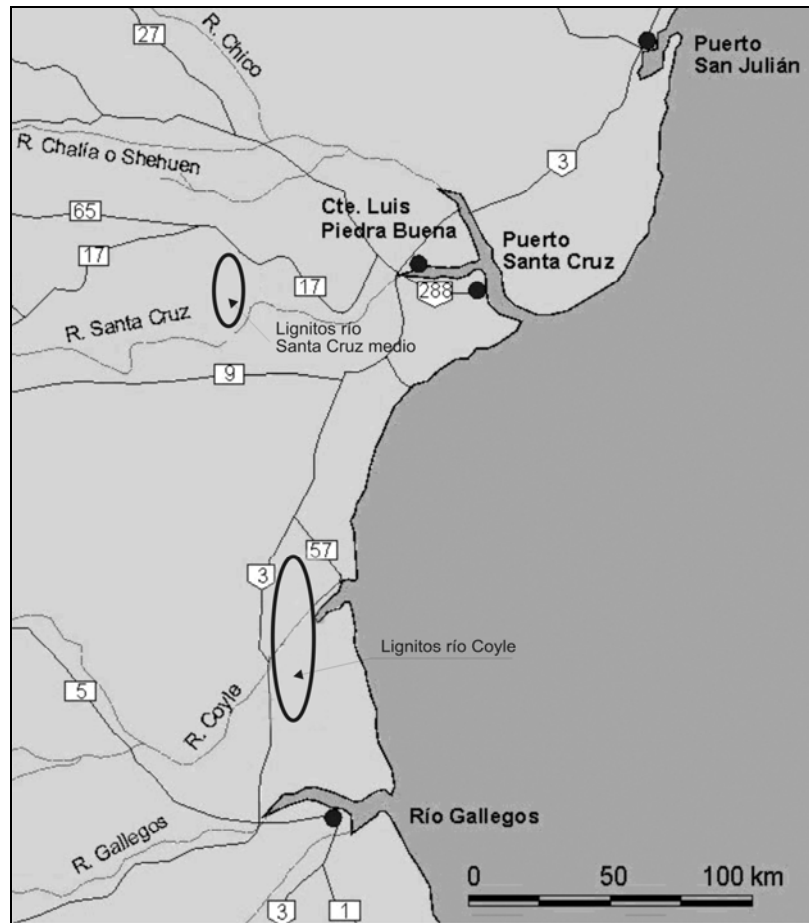 27
R. Chico
Puerto
San Julián
R. Chalía o Shehuen
3
65
Cte. Luis
Piedra Buena
Puerto
Santa Cruz
17
17
288
R. Santa Cruz
Lignitos río
Santa Cruz medio
9
57
3
Lignitos río Coyle
5
R. Coyle
Río Gallegos
R. Gallegos
0 50 100 km
3
1